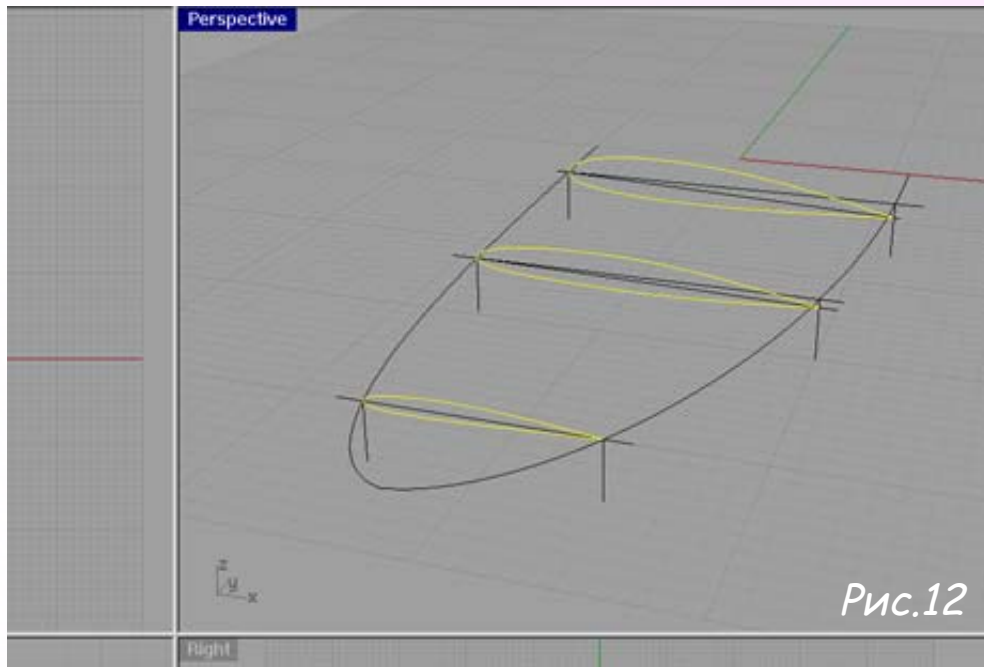 Perspective
z
y
x
Рис.12
Right